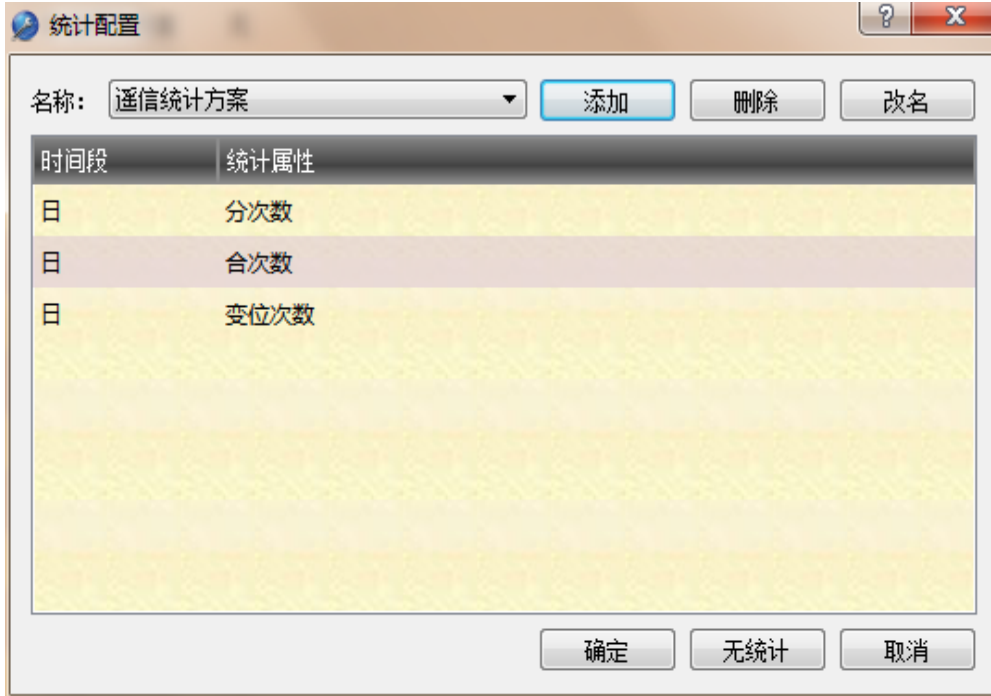 统计配置
名称： 遥信统计方案 添加 删除 改名
时间段 统计属性
日 分次数
日 合次数
日 变位次数
确定 无统计 取消